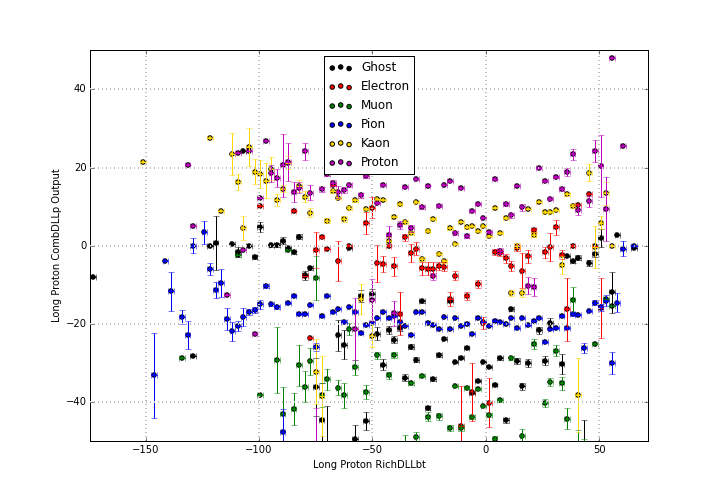 Ghost
Electron
Muon
Pion
Kaon
Proton
Long Proton CombDLLp Output
40
20
0
−20
−40
−150
−100
−50
0
50
Long Proton RichDLLbt